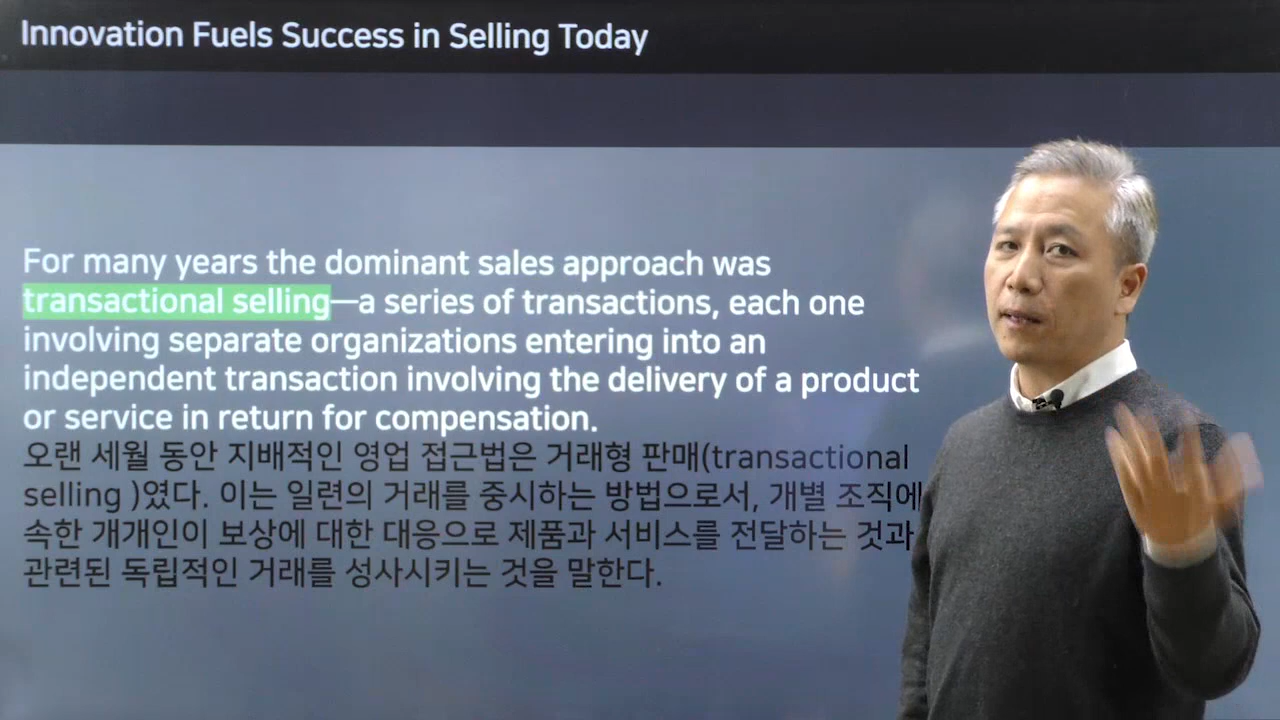 Innovation Fuels Success in Selling Today
For many years the dominant sales approach was
transactional selling—a series of transactions, each one
involving separate organizations entering into an
independent transaction involving the delivery of a product
or service in return for compensation.
오랜 세월 동안 지배적인 영업 접근법은 거래형 판매(transactional
selling )였다. 이는 일련의 거래를 중시하는 방법으로서, 개별 조직에
속한 개개인이 보상에 대한 대응으로 제품과 서비스를 전달하는 것과
관련된 독립적인 거래를 성사시키는 것을 말한다.